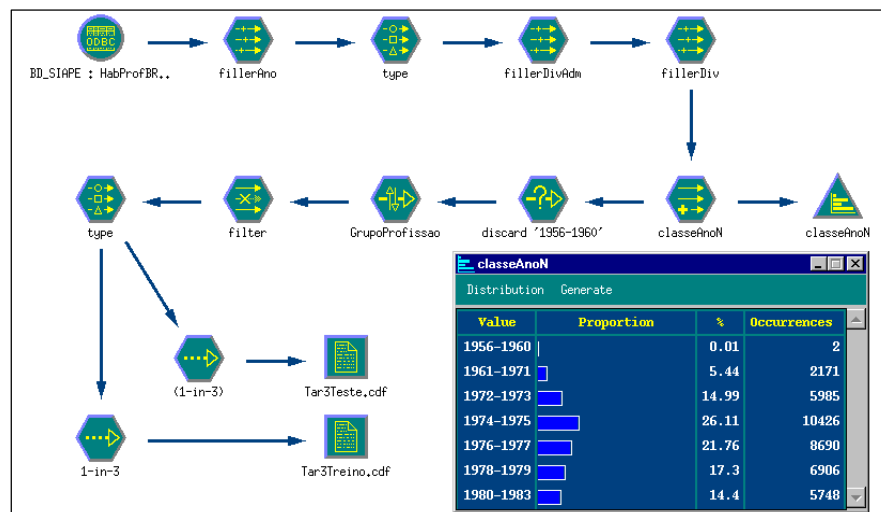 ODBC
BD_SIAPE : HabProfBR..
fillerAno
type
fillerDivAdm
fillerDiv
type
filter
GrupoProfissao
discard '1956-1960'
classeAnoN
classeAnoN
(1-in-3)
Tar3Teste.cdf
1-in-3
Tar3Treino.cdf
classeAnoN
Distribution Generate
Value Proportion % Occurrences
1956-1960 0.01 2
1961-1971 5.44 2171
1972-1973 14.99 5985
1974-1975 26.11 10426
1976-1977 21.76 8690
1978-1979 17.3 6906
1980-1983 14.4 5748